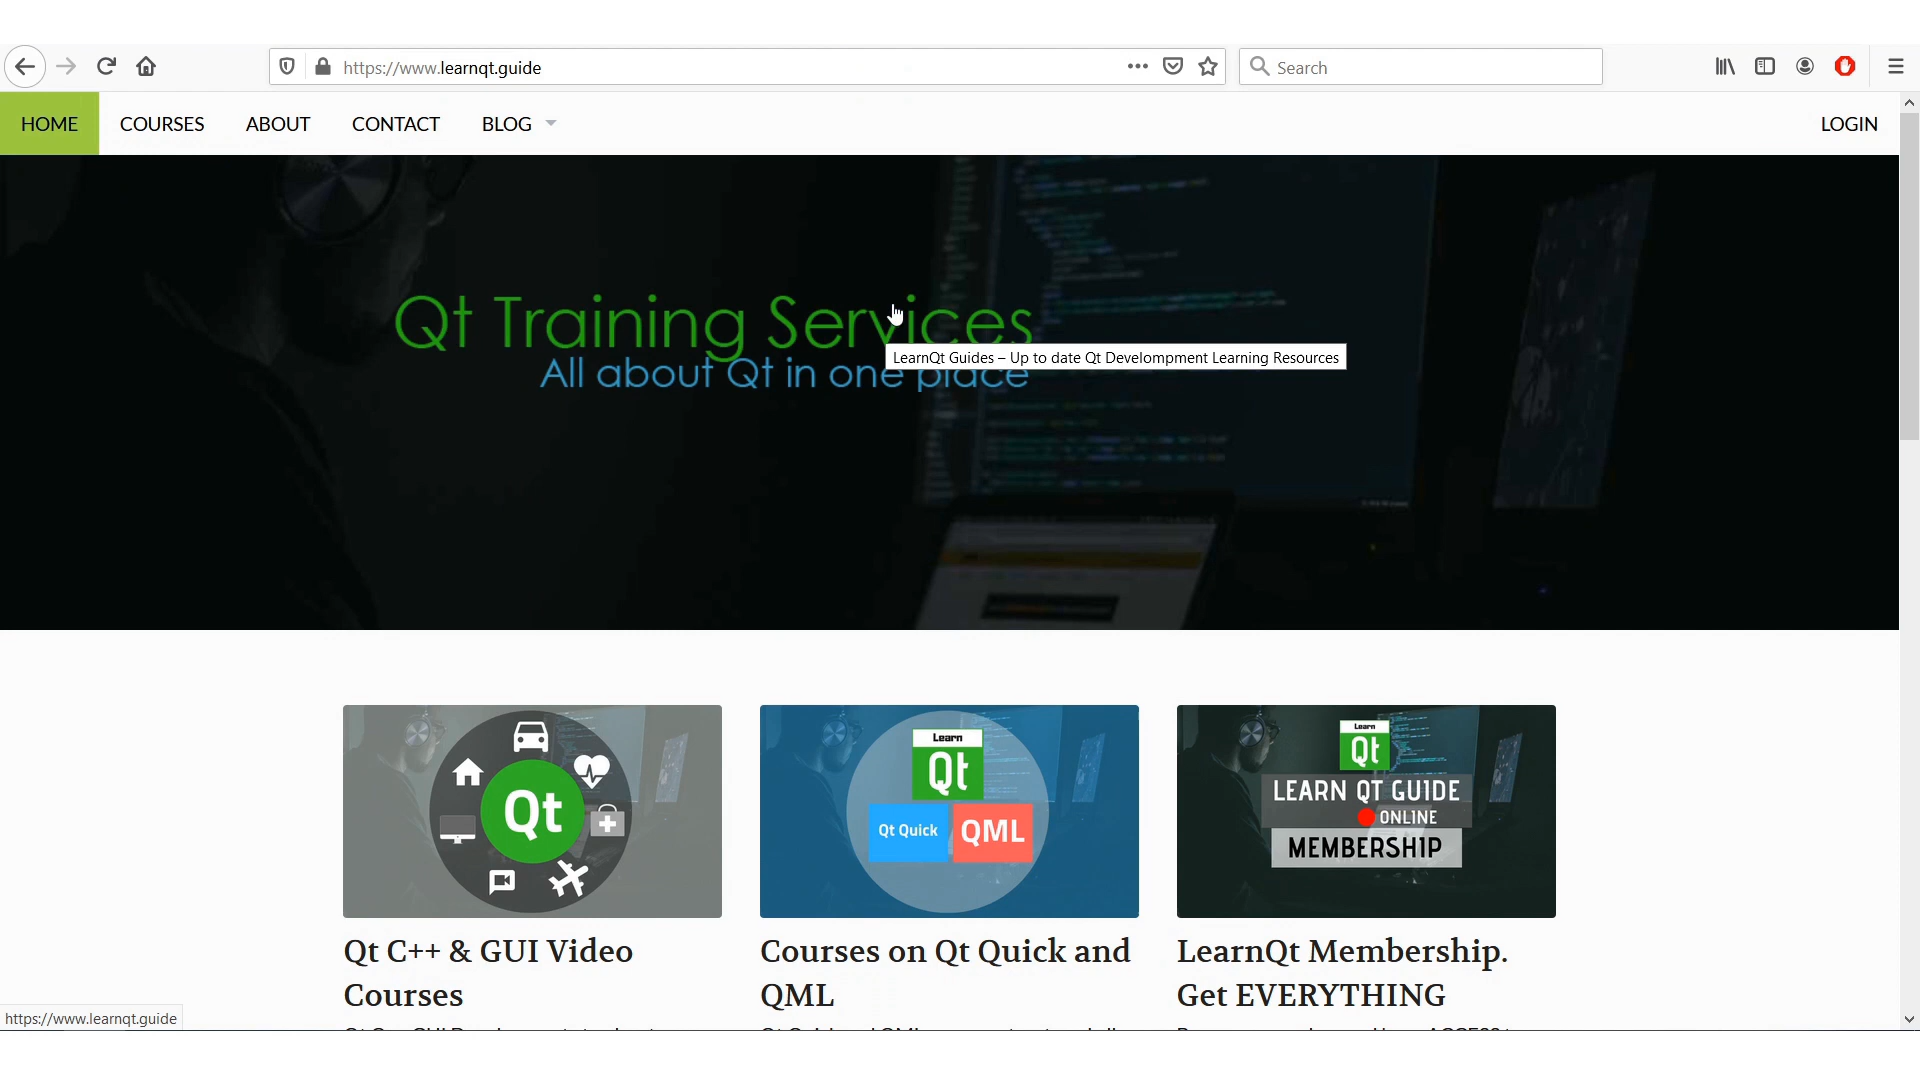 https://www.learnqt.guide
Search
HOME
COURSES
ABOUT
CONTACT
BLOG
LOGIN
Qt Training Services
LearnQt Guides – Up to date Qt Develompment Learning Resources
All about Qt in one place
Learn
Qt
Learn
Qt
LEARN QT GUIDE
ONLINE
MEMBERSHIP
Qt
Qt Quick
QML
Qt C++ & GUI Video
Courses
Courses on Qt Quick and
QML
LearnQt Membership.
Get EVERYTHING
https://www.learnqt.guide